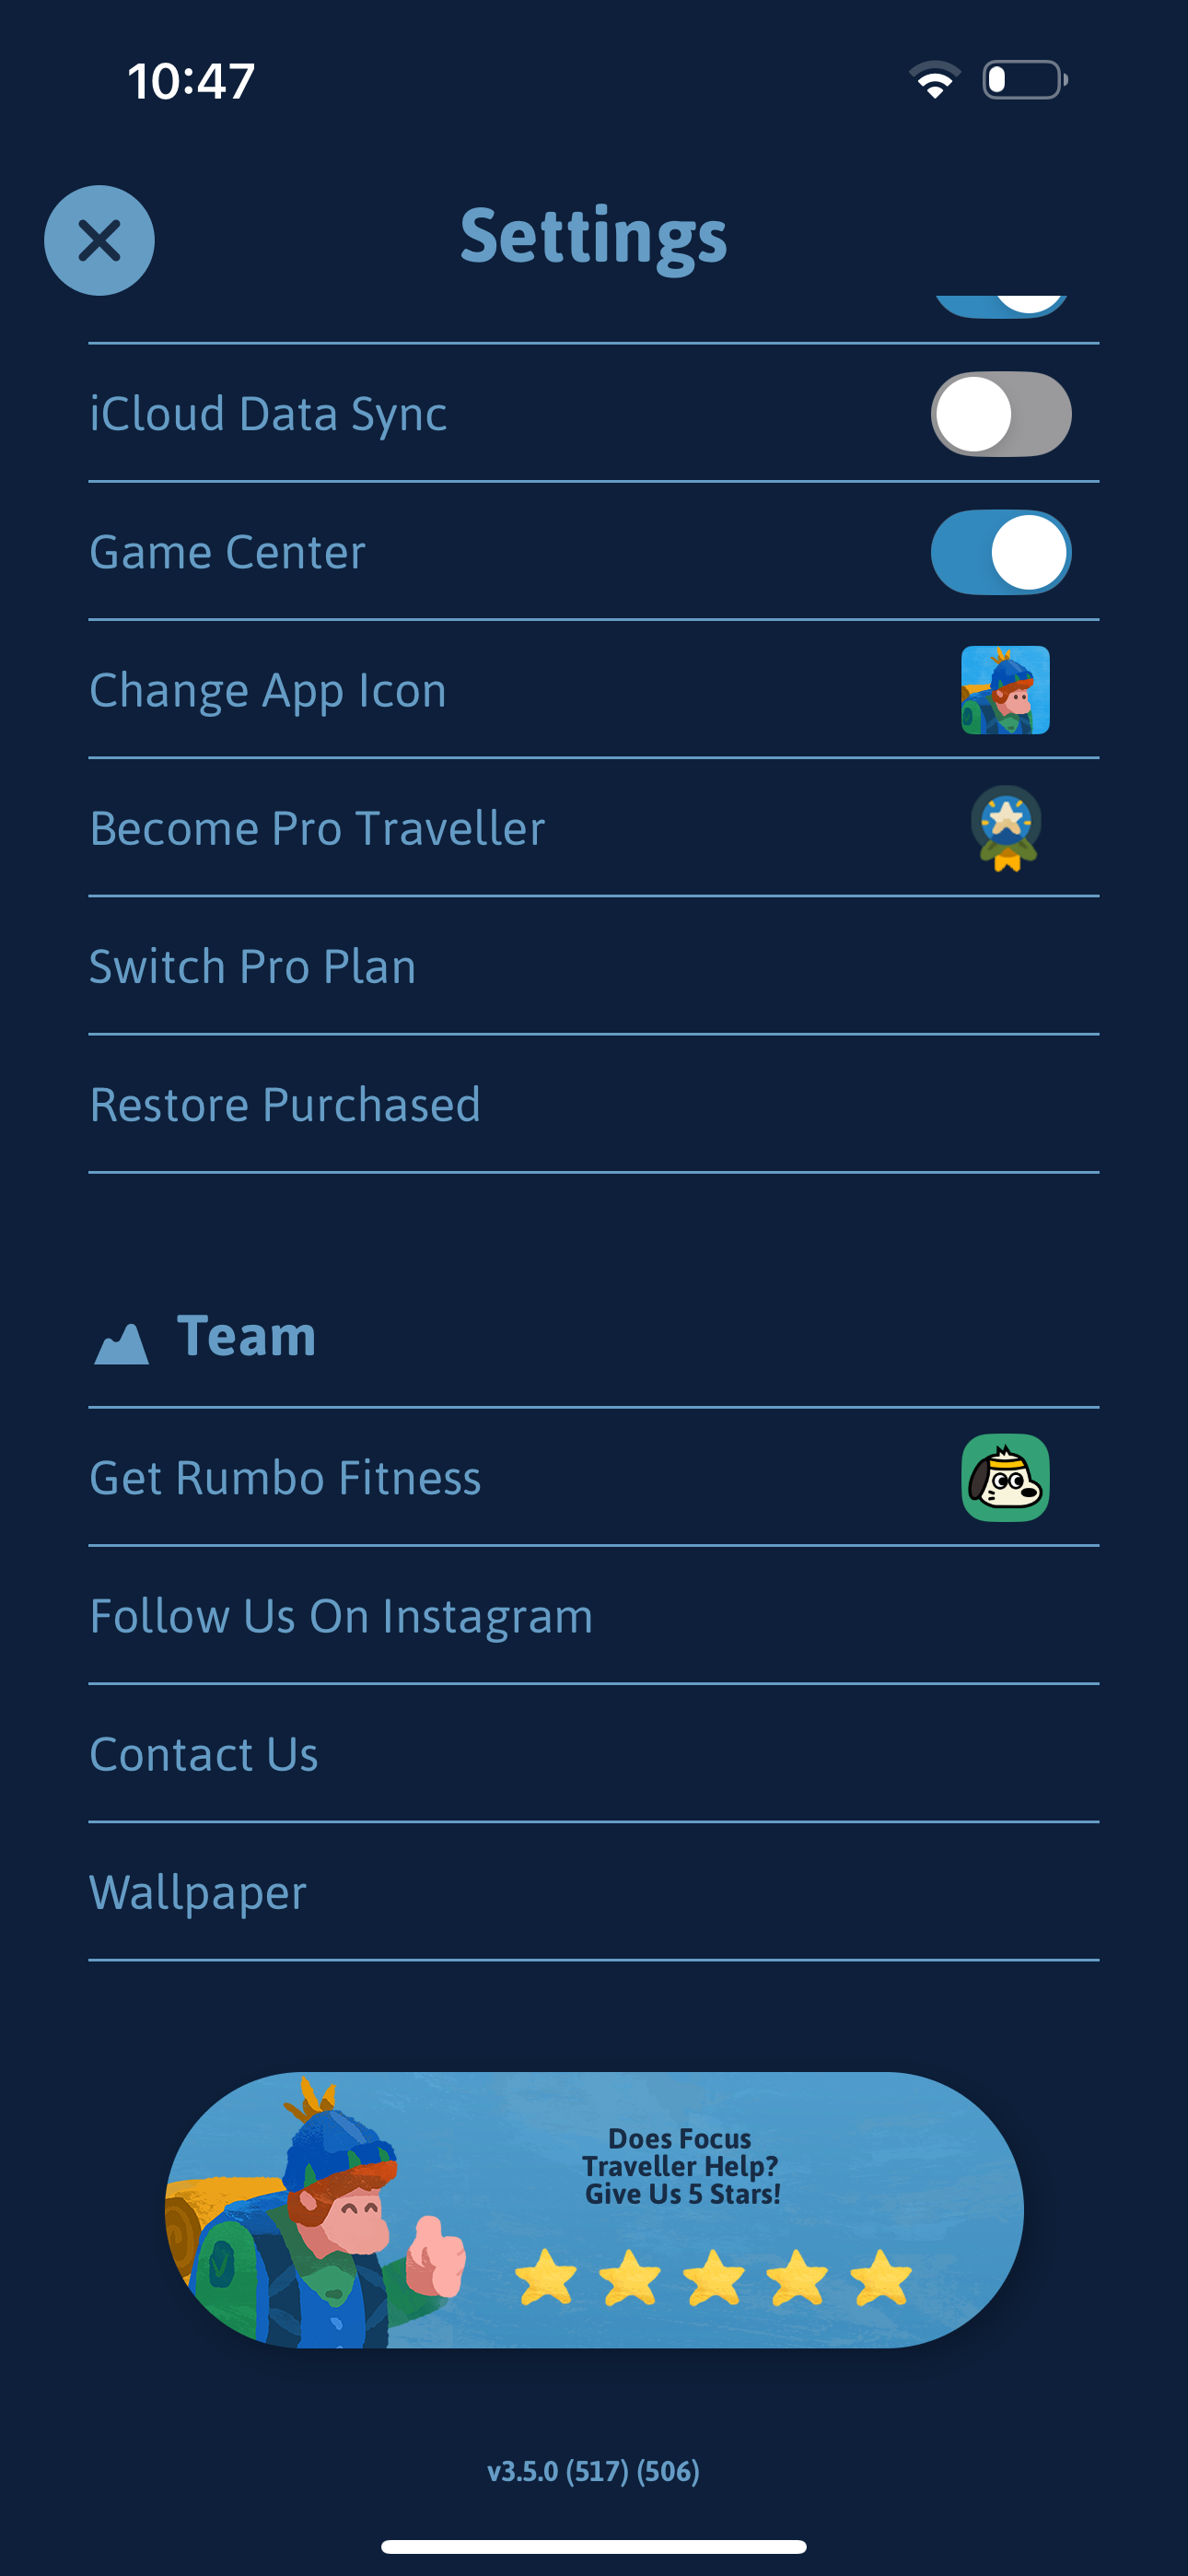 10:47
Settings
iCloud Data Sync
Game Center
Change App Icon
Become Pro Traveller
Switch Pro Plan
Restore Purchased
Team
Get Rumbo Fitness
Follow Us On Instagram
Contact Us
Wallpaper
Does Focus
Traveller Help?
Give Us 5 Stars!
v3.5.0 (517) (506)